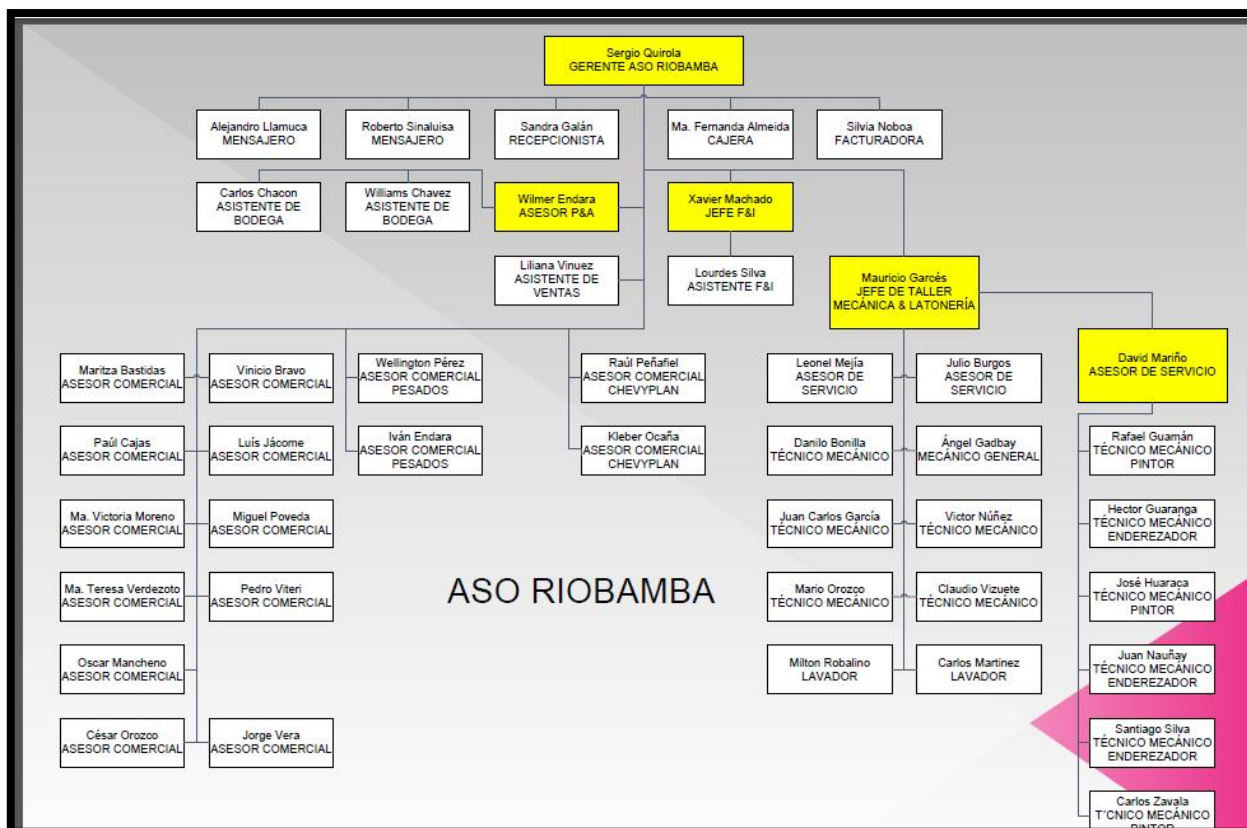 Sergio Quirola
GERENTE ASO RIOBAMBA
Alejandro Llamuca
MENSAJERO
Roberto Sinaluisa
MENSAJERO
Sandra Galán
RECEPCIONISTA
Ma. Fernanda Almeida
CAJERA
Silvia Noboa
FACTURADORA
Carlos Chacon
ASISTENTE DE
BODEGA
Williams Chavez
ASISTENTE DE
BODEGA
Wilmer Endara
ASESOR P&A
Xavier Machado
JEFE F&I
Liliana Vinuez
ASISTENTE DE
VENTAS
Lourdes Silva
ASISTENTE F&I
Mauricio Garcés
JEFE DE TALLER
MECÁNICA & LATONERÍA
David Mariño
ASESOR DE SERVICIO
Maritza Bastidas
ASESOR COMERCIAL
Vinicio Bravo
ASESOR COMERCIAL
Wellington Pérez
ASESOR COMERCIAL
PESADOS
Raúl Peñafiel
ASESOR COMERCIAL
CHEVYPLAN
Leonel Mejía
ASESOR DE
SERVICIO
Julio Burgos
ASESOR DE
SERVICIO
Paúl Cajas
ASESOR COMERCIAL
Luís Jácome
ASESOR COMERCIAL
Iván Endara
ASESOR COMERCIAL
PESADOS
Kleber Ocaña
ASESOR COMERCIAL
CHEVYPLAN
Danilo Bonilla
TÉCNICO MECÁNICO
Ángel Gadbay
MECÁNICO GENERAL
Rafael Guamán
TÉCNICO MECÁNICO
PINTOR
Ma. Victoria Moreno
ASESOR COMERCIAL
Miguel Poveda
ASESOR COMERCIAL
Juan Carlos García
TÉCNICO MECÁNICO
Victor Núñez
TÉCNICO MECÁNICO
Hector Guaranga
TÉCNICO MECÁNICO
ENDEREZADOR
Ma. Teresa Verdezoto
ASESOR COMERCIAL
Pedro Viteri
ASESOR COMERCIAL
ASO RIOBAMBA
Mario Orozco
TÉCNICO MECÁNICO
Claudio Vizuete
TÉCNICO MECÁNICO
José Huaraca
TÉCNICO MECÁNICO
PINTOR
Oscar Mancheno
ASESOR COMERCIAL
Milton Robalino
LAVADOR
Carlos Martinez
LAVADOR
Juan Nauñay
TÉCNICO MECÁNICO
ENDEREZADOR
César Orozco
ASESOR COMERCIAL
Jorge Vera
ASESOR COMERCIAL
Santiago Silva
TÉCNICO MECÁNICO
ENDEREZADOR
Carlos Zavala
T´CNICO MECÁNICO
PINTOR